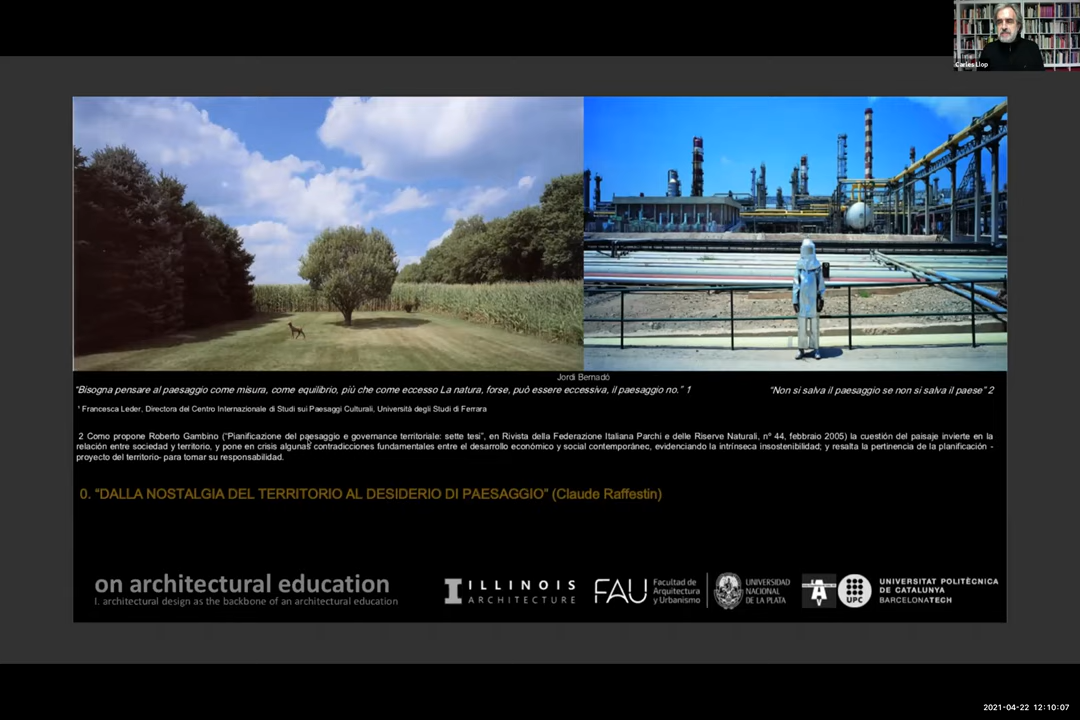 Carles Llop
Jordi Bernadó
“Bisogna pensare al paesaggio come misura, come equilibrio, più che come eccesso La natura, forse, può essere eccessiva, il paesaggio no.” 1
“Non si salva il paesaggio se non si salva il paese” 2
¹ Francesca Leder, Directora del Centro Internazionale di Studi sui Paesaggi Culturali, Università degli Studi di Ferrara
2 Como propone Roberto Gambino (“Pianificazione del paesaggio e governance territoriale: sette tesi”, en Rivista della Federazione Italiana Parchi e delle Riserve Naturali, nº 44, febbraio 2005) la cuestión del paisaje invierte en la
relación entre sociedad y territorio, y pone en crisis algunas contradicciones fundamentales entre el desarrollo económico y social contemporánec, evidenciando la intrínseca insostenibilidad; y resalta la pertinencia de la planificación -
proyecto del territorio- para tomar su responsabilidad.
0. “DALLA NOSTALGIA DEL TERRITORIO AL DESIDERIO DI PAESAGGIO” (Claude Raffestin)
on architectural education
I. architectural design as the backbone of an architectural education
ILLINOIS
ARCHITECTURE
FAU
Facultad de
Arquitectura
y Urbanismo
UNIVERSIDAD
NACIONAL
DE LA PLATA
UPC
UNIVERSITAT POLITÈCNICA
DE CATALUNYA
BARCELONATECH
2021-04-22 12:10:07